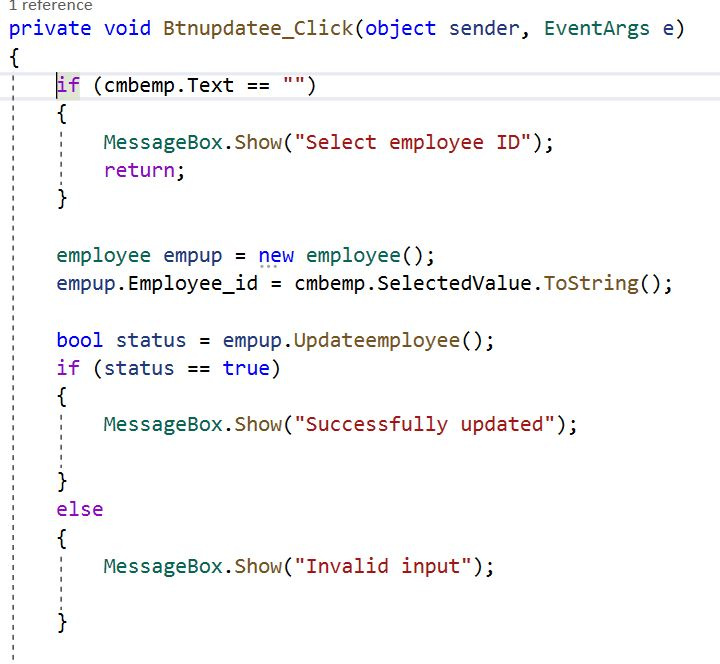 1 reference
private void Btnupdatee_Click(object sender, EventArgs e)
{
if (cmbemp.Text == "")
{
MessageBox.Show("Select employee ID");
return;
}
employee empup = new employee();
empup.Employee_id = cmbemp.SelectedValue.ToString();
bool status = empup.Updateemployee();
if (status == true)
{
MessageBox.Show("Successfully updated");
}
else
{
MessageBox.Show("Invalid input");
}